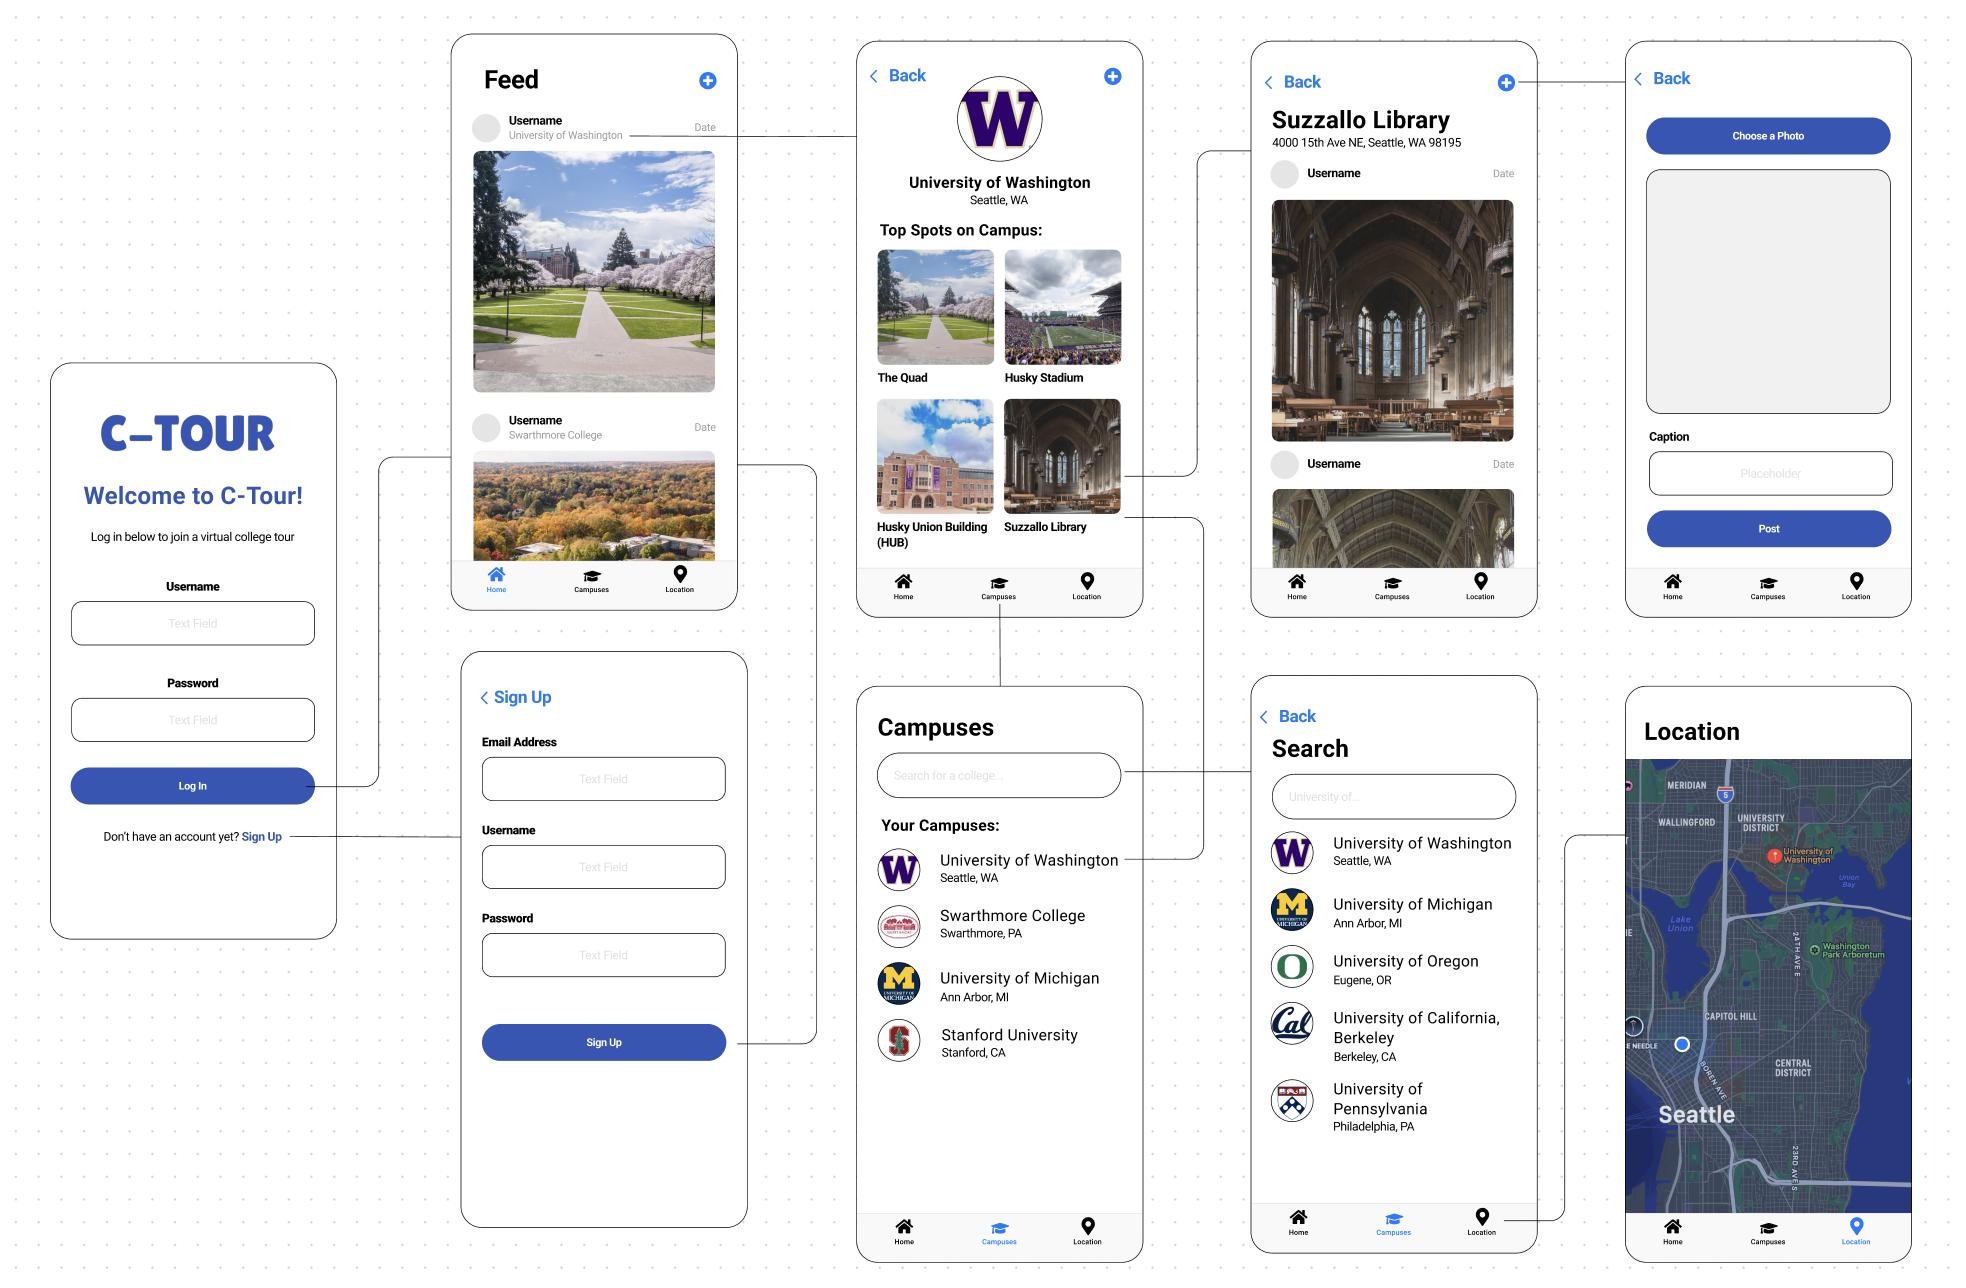 C-TOUR
Welcome to C-Tour!
Log in below to join a virtual college tour
Username
Text Field
Password
Text Field
Log In
Don't have an account yet? Sign Up
Feed
Username
University of Washington
Date
Username
Swarthmore College
Date
Home
Campuses
Location
Sign Up
Email Address
Text Field
Username
Text Field
Password
Text Field
Sign Up
Back
W
University of Washington
Seattle, WA
Top Spots on Campus:
The Quad
Husky Stadium
Husky Union Building
(HUB)
Suzzallo Library
Home
Campuses
Location
Campuses
Search for a college...
Your Campuses:
W
University of Washington
Seattle, WA
Swarthmore College
Swarthmore, PA
M
UNIVERSITY OF
MICHIGAN
University of Michigan
Ann Arbor, MI
S
Stanford University
Stanford, CA
Home
Campuses
Location
Back
Suzzallo Library
4000 15th Ave NE, Seattle, WA 98195
Username
Date
Username
Date
Home
Campuses
Location
Back
Search
University of...
W
University of Washington
Seattle, WA
M
UNIVERSITY OF
MICHIGAN
University of Michigan
Ann Arbor, MI
O
University of Oregon
Eugene, OR
Cal
University of California,
Berkeley
Berkeley, CA
University of
Pennsylvania
Philadelphia, PA
Home
Campuses
Location
Back
Choose a Photo
Caption
Placeholder
Post
Home
Campuses
Location
Location
MERIDIAN
5
WALLINGFORD
UNIVERSITY
DISTRICT
University of
Washington
Union
Bay
Lake
Union
24TH AVE E
Washington
Park Arboretum
CAPITOL HILL
E NEEDLE
BOREN AVE
CENTRAL
DISTRICT
Seattle
23RD AVE S
Home
Campuses
Location